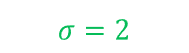 σ = 2